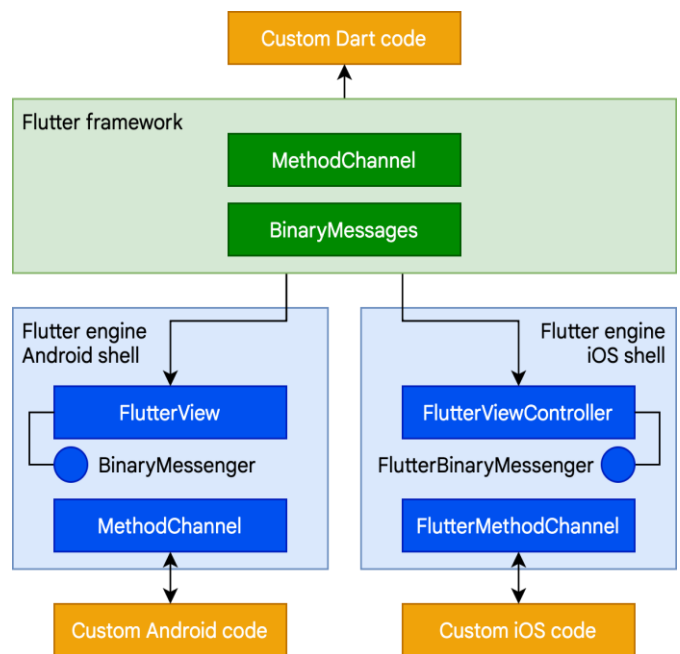 Custom Dart code
Flutter framework
MethodChannel
BinaryMessages
Flutter engine
Android shell
FlutterView
BinaryMessenger
MethodChannel
Custom Android code
Flutter engine
iOS shell
FlutterViewController
FlutterBinaryMessenger
FlutterMethodChannel
Custom iOS code